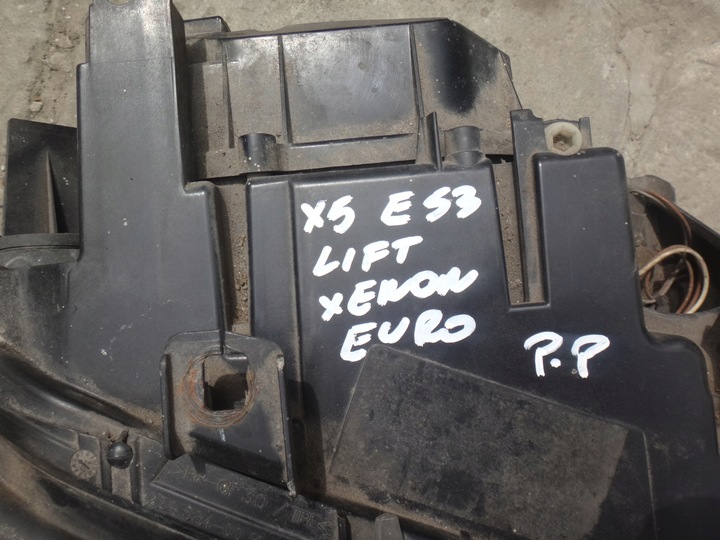 X5 E53
LIFT
XENON
EURO P.P